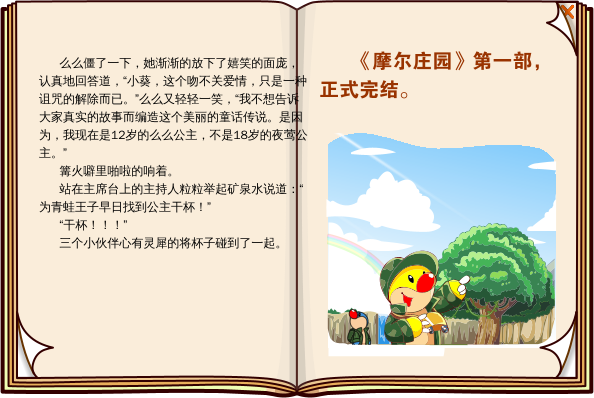 么么僵了一下，她渐渐的放下了嬉笑的面庞，
认真地回答道，“小葵，这个吻不关爱情，只是一种
诅咒的解除而已。”么么又轻轻一笑，“我不想告诉
大家真实的故事而编造这个美丽的童话传说。是因
为，我现在是12岁的么么公主，不是18岁的夜莺公
主。”
篝火噼里啪啦的响着。
站在主席台上的主持人粒粒举起矿泉水说道：“
为青蛙王子早日找到公主干杯！”
“干杯！！！”
三个小伙伴心有灵犀的将杯子碰到了一起。
《摩尔庄园》第一部，
正式完结。